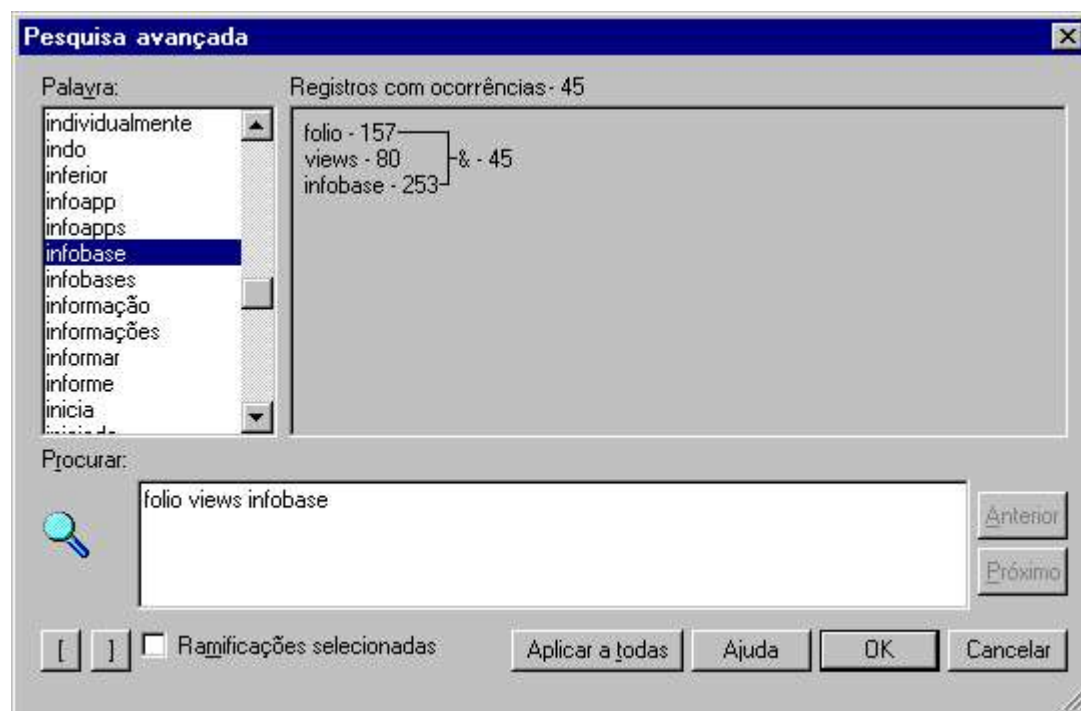 Pesquisa avançada
Palavra:
Registros com ocorrências - 45
individualmente
indo
inferior
infoapp
infoapps
infobase
infobases
informação
informações
informar
informe
inicia
folio - 157
views - 80
& - 45
infobase - 253
Procurar:
folio views infobase
Anterior
Próximo
[ ]
Ramificações selecionadas
Aplicar a todas
Ajuda
OK
Cancelar